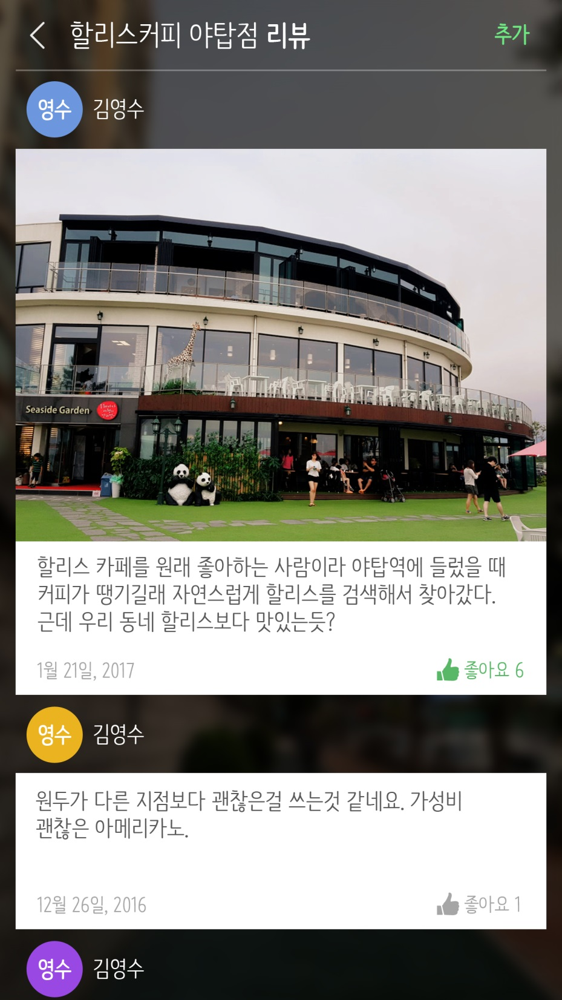 할리스커피 야탑점 리뷰
추가
영수 김영수
Seaside Garden
할리스 카페를 원래 좋아하는 사람이라 야탑역에 들렀을 때
커피가 땡기길래 자연스럽게 할리스를 검색해서 찾아갔다.
근데 우리 동네 할리스보다 맛있는듯?
1월 21일, 2017
좋아요 6
영수 김영수
원두가 다른 지점보다 괜찮은걸 쓰는것 같네요. 가성비
괜찮은 아메리카노.
12월 26일, 2016
좋아요 1
영수 김영수